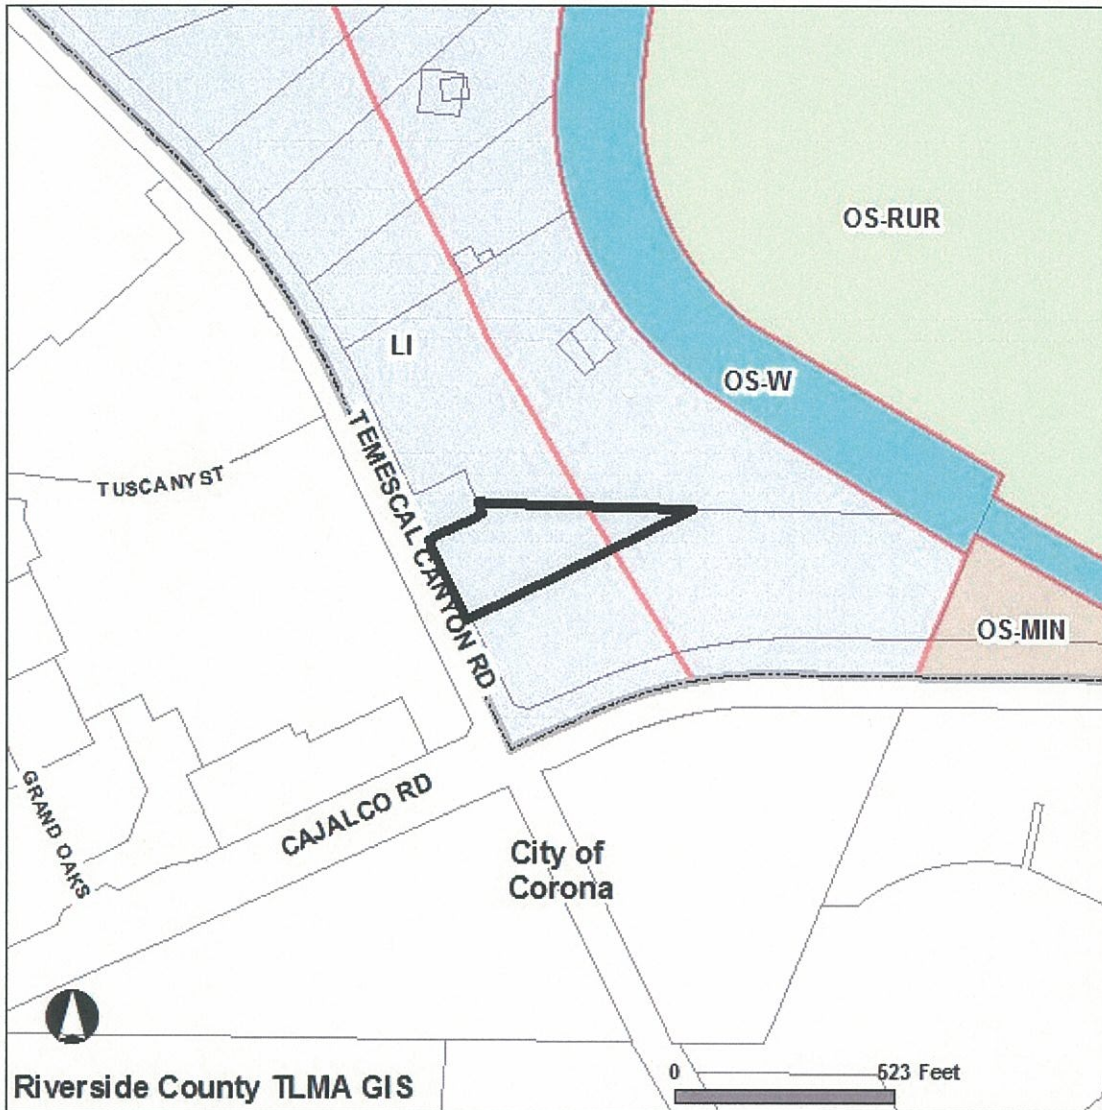 OS-RUR
LI
OS-W
TEMESCAL CANYON RD
TUSCANY ST
OS-MIN
GRAND OAKS
CAJALCO RD
City of
Corona
0 523 Feet
Riverside County TLMA GIS